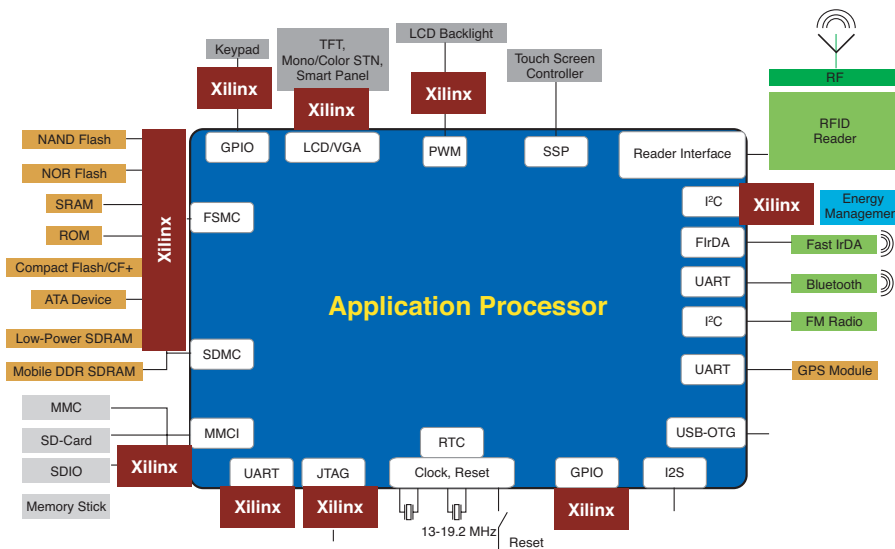 Keypad
TFT,
Mono/Color STN,
Smart Panel
LCD Backlight
Touch Screen
Controller
RF
RFID
Reader
Xilinx
Xilinx
Xilinx
GPIO
LCD/VGA
PWM
SSP
Reader Interface
NAND Flash
NOR Flash
SRAM
ROM
Compact Flash/CF+
ATA Device
Low-Power SDRAM
Mobile DDR SDRAM
Xilinx
FSMC
SDMC
MMCI
Application Processor
I²C
Xilinx
Energy
Managemen
FIrDA
Fast IrDA
UART
Bluetooth
I²C
FM Radio
UART
GPS Module
USB-OTG
MMC
SD-Card
SDIO
Memory Stick
Xilinx
UART
JTAG
RTC
Clock, Reset
GPIO
I2S
Xilinx
Xilinx
Xilinx
13-19.2 MHz
Reset